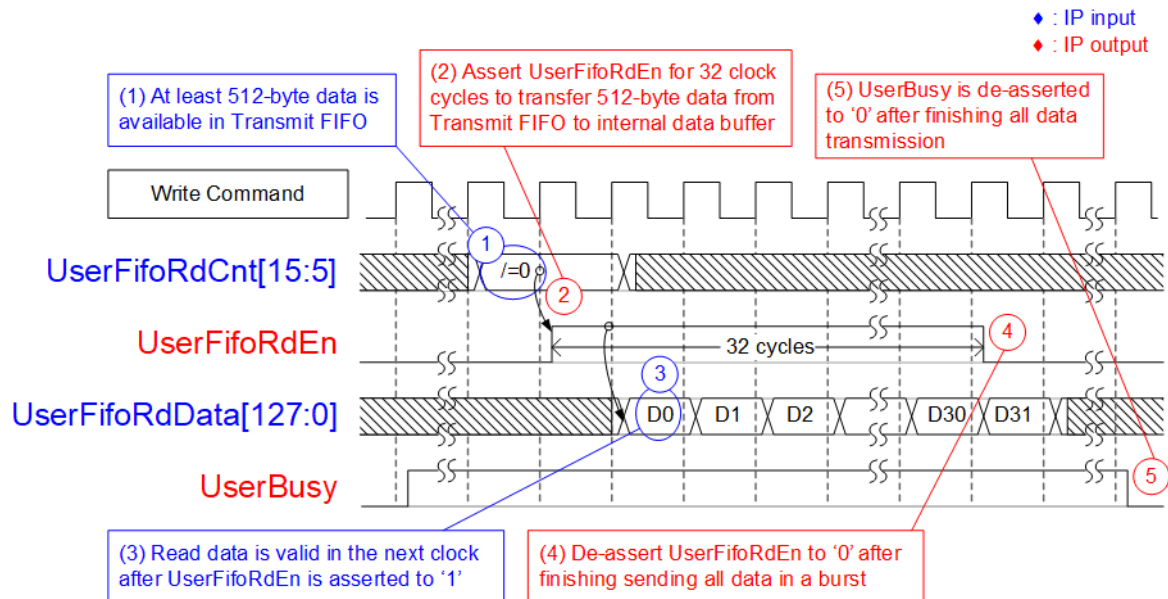 ♦ : IP input
♦ : IP output
(1) At least 512-byte data is
available in Transmit FIFO
(2) Assert UserFifoRdEn for 32 clock
cycles to transfer 512-byte data from
Transmit FIFO to internal data buffer
(5) UserBusy is de-asserted
to ‘0’ after finishing all data
transmission
Write Command
UserFifoRdCnt[15:5]
1
/=0
2
UserFifoRdEn
32 cycles
4
3
UserFifoRdData[127:0]
D0
D1
D2
D30
D31
UserBusy
5
(3) Read data is valid in the next clock
after UserFifoRdEn is asserted to ‘1’
(4) De-assert UserFifoRdEn to ‘0’ after
finishing sending all data in a burst